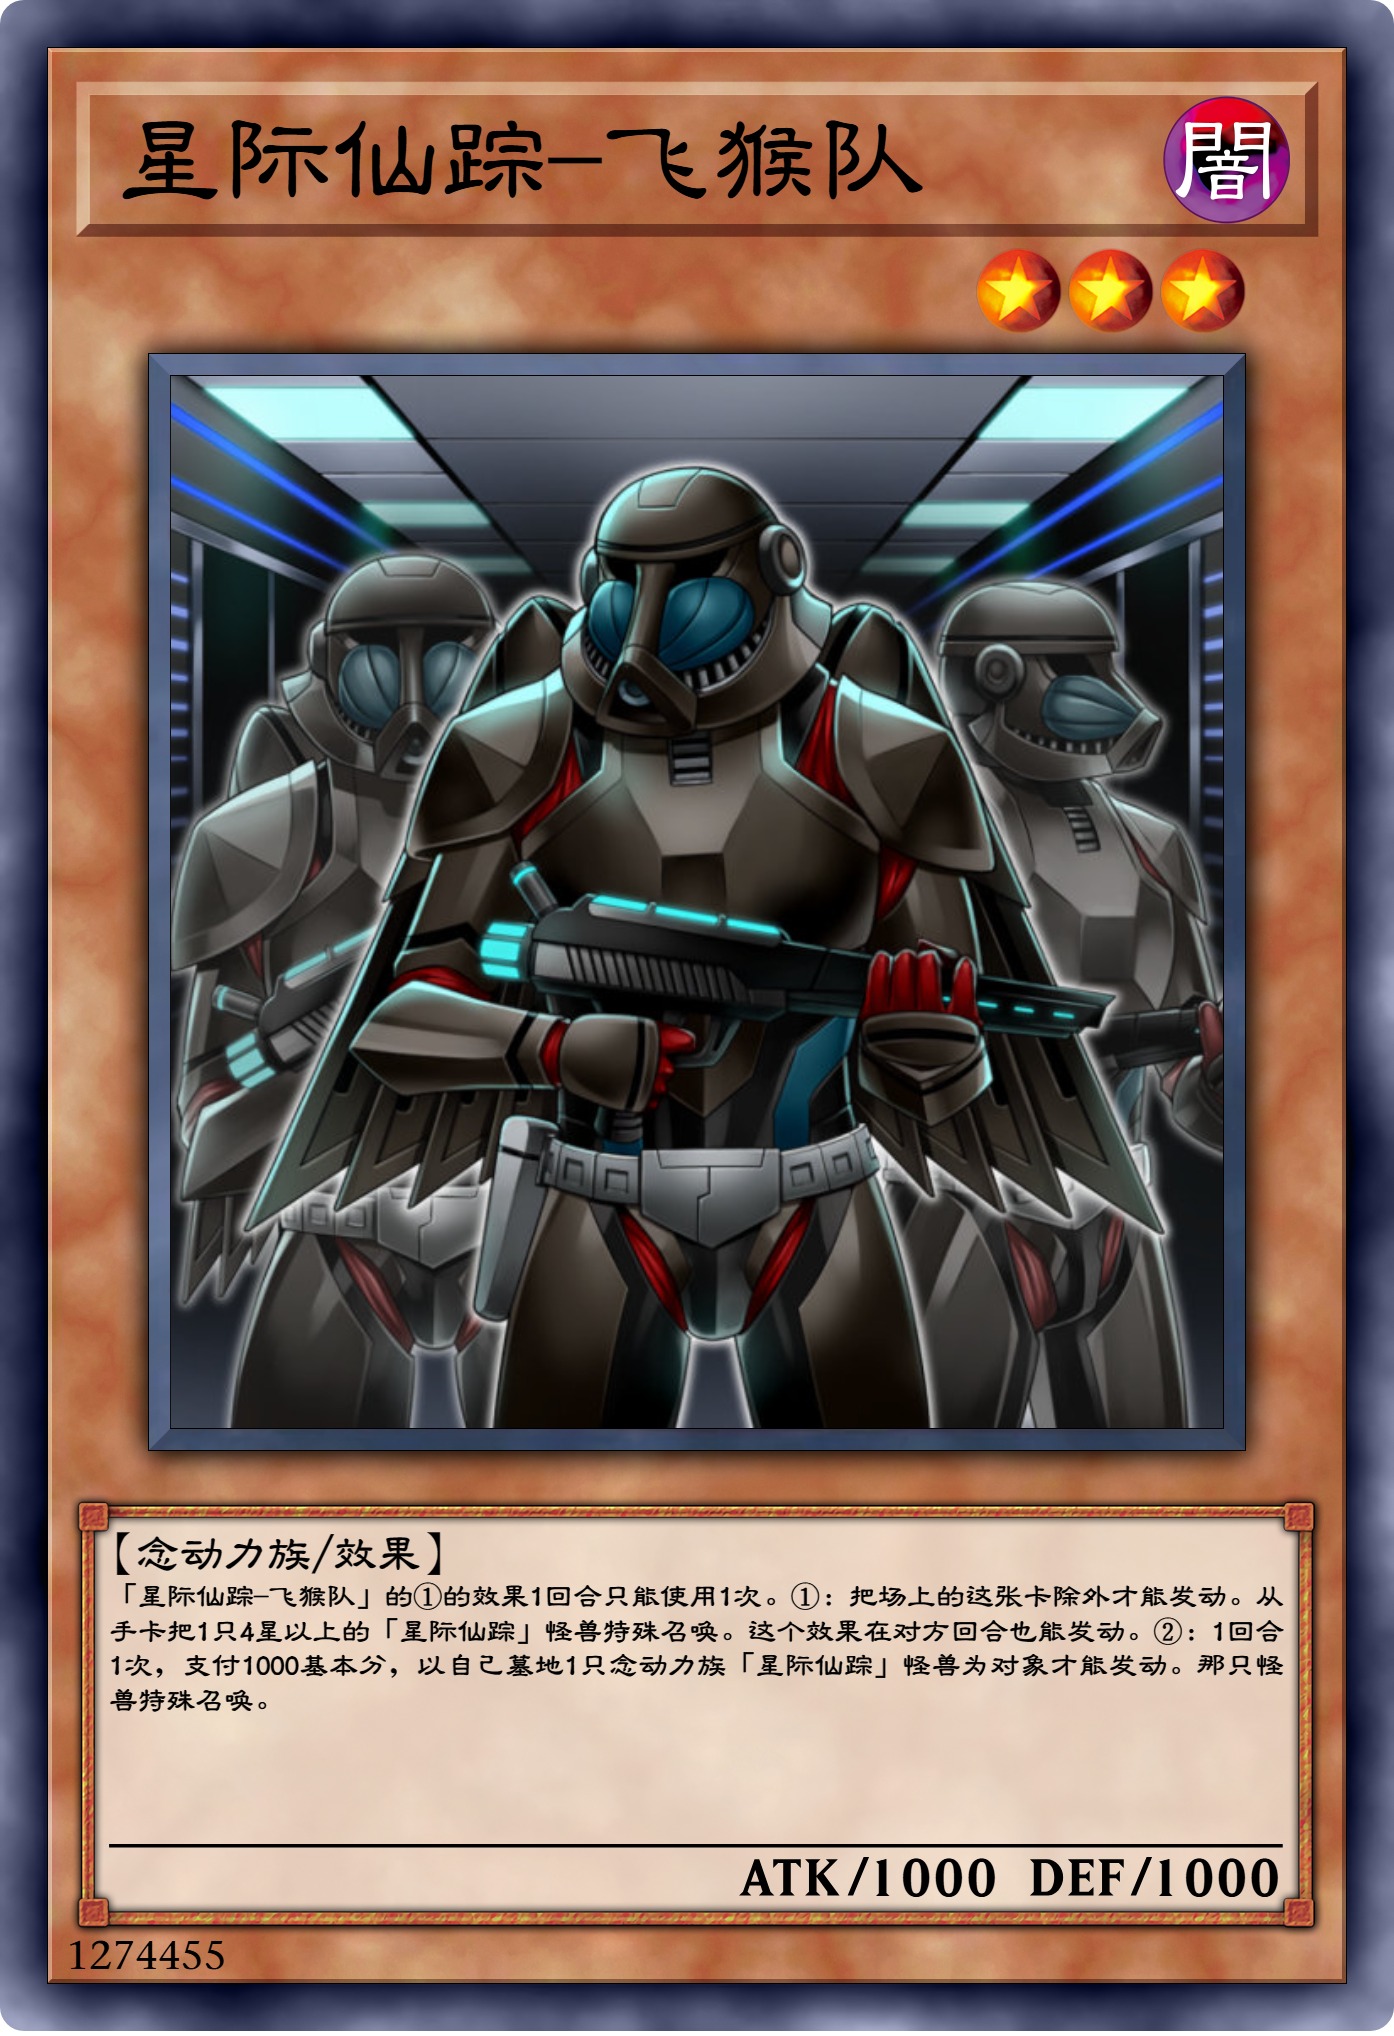 星际仙踪-飞猴队
闇
【念动力族/效果】
「星际仙踪-飞猴队」的①的效果1回合只能使用1次。①：把场上的这张卡除外才能发动。从
手卡把1只4星以上的「星际仙踪」怪兽特殊召唤。这个效果在对方回合也能发动。②：1回合
1次，支付1000基本分，以自己墓地1只念动力族「星际仙踪」怪兽为对象才能发动。那只怪
兽特殊召唤。
ATK/1000 DEF/1000
1274455